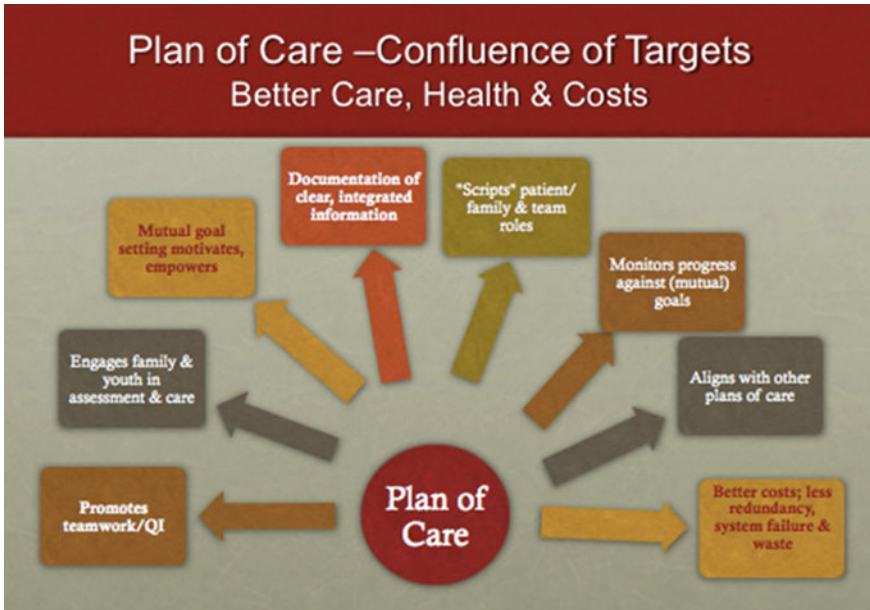 Plan of Care –Confluence of Targets
Better Care, Health & Costs
Documentation of
clear, integrated
information
"Scripts" patient/
family & team
roles
Mutual goal
setting motivates,
empowers
Monitors progress
against (mutual)
goals
Engages family &
youth in
assessment & care
Aligns with other
plans of care
Promotes
teamwork/QI
Plan of
Care
Better costs; less
redundancy,
system failure &
waste